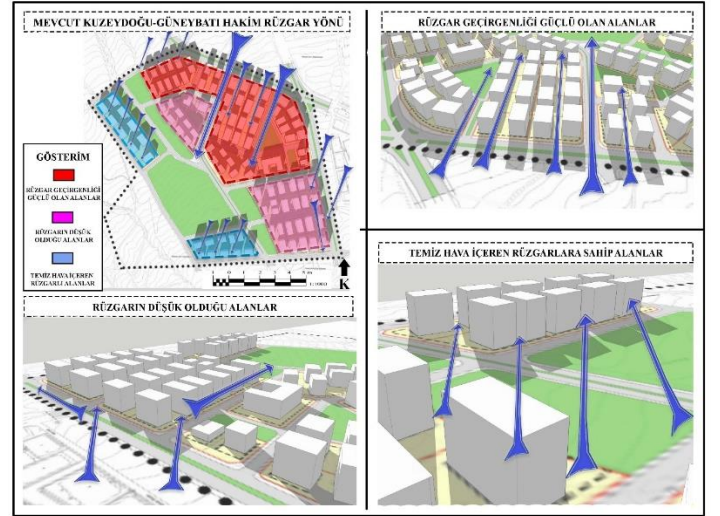 MEVCUT KUZEYDOĞU-GÜNEYBATI HAKİM RÜZGAR YÖNÜ
GÖSTERİM
RÜZGAR GEÇİRGENLİĞİ
GÜÇLÜ OLAN ALANLAR
RÜZGARIN DÜŞÜK
OLDUĞU ALANLAR
TEMİZ HAVA İÇEREN
RÜZGARLI ALANLAR
K
RÜZGAR GEÇİRGENLİĞİ GÜÇLÜ OLAN ALANLAR
RÜZGARIN DÜŞÜK OLDUĞU ALANLAR
TEMİZ HAVA İÇEREN RÜZGARLARA SAHİP ALANLAR